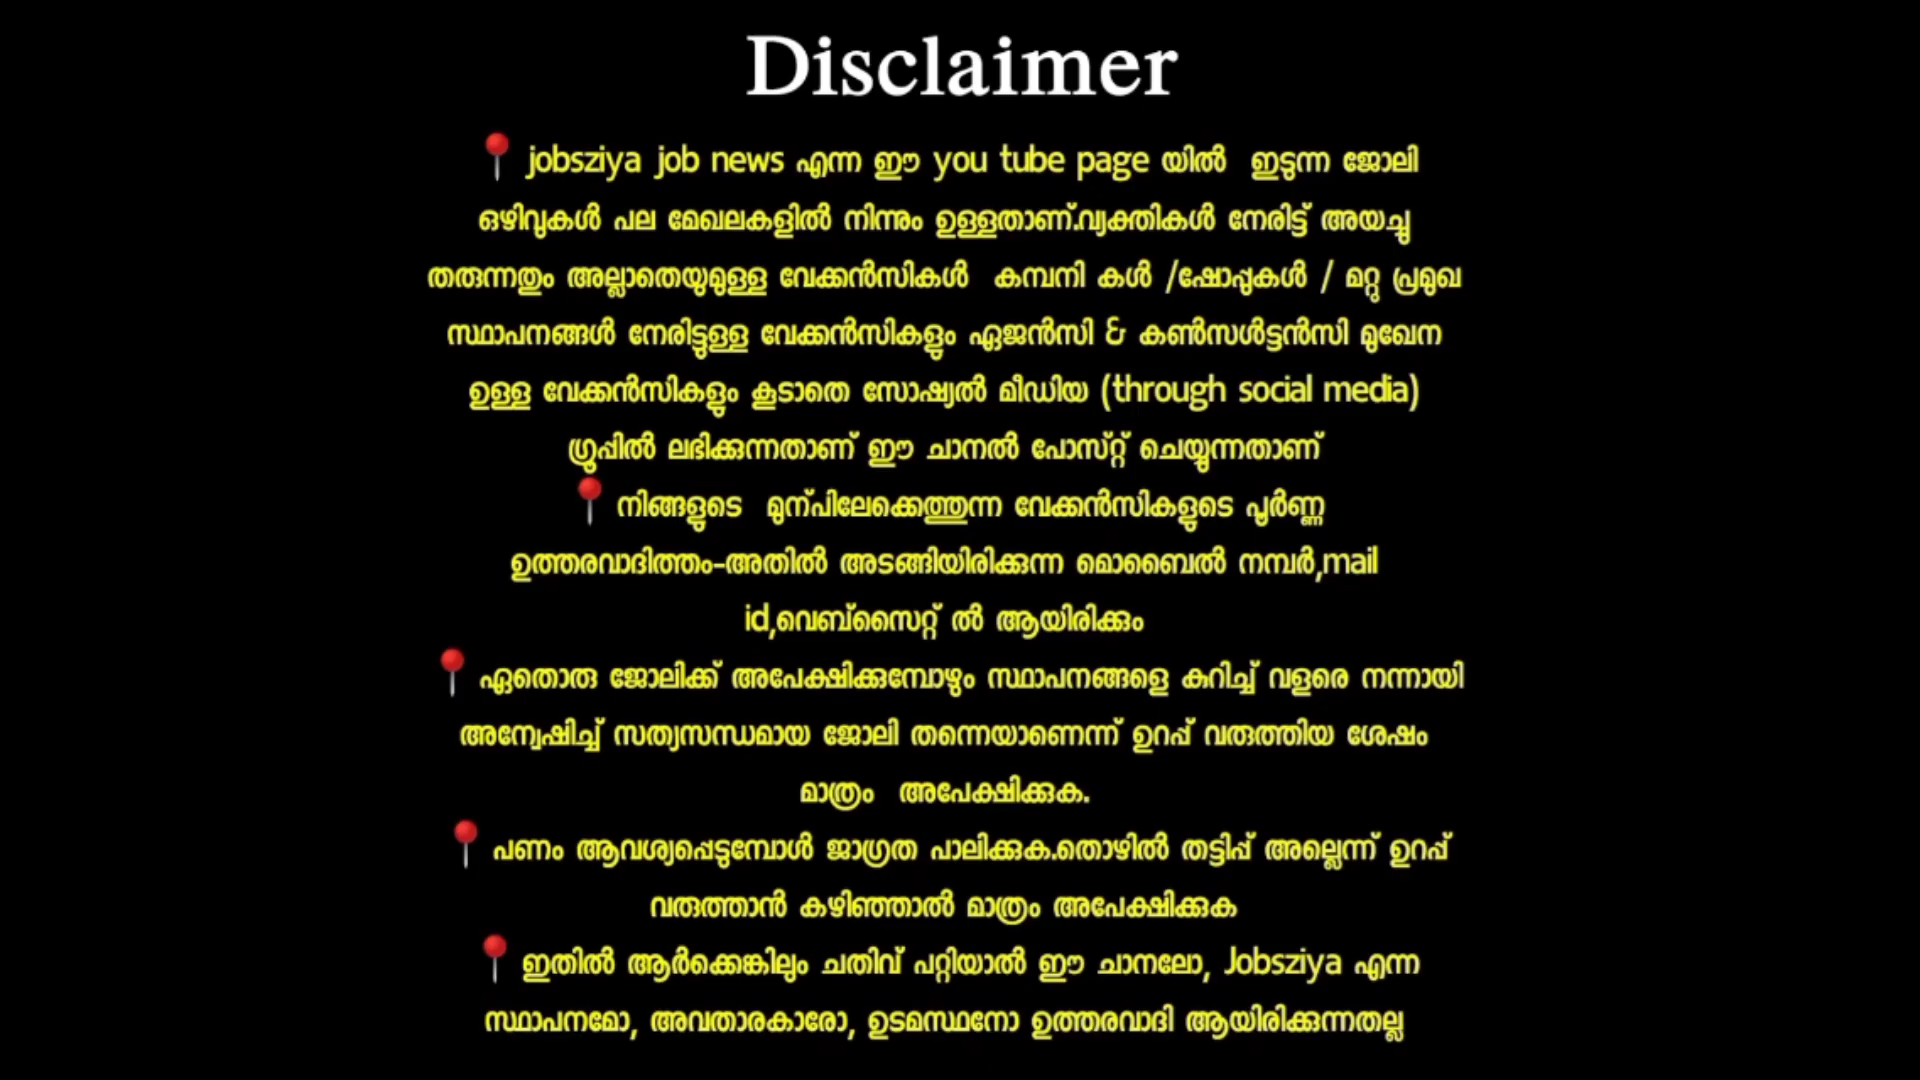 Disclaimer
📍 jobsziya job news എന്ന ഈ you tube page യിൽ ഇടുന്ന ജോലി
ഒഴിവുകൾ പല മേഖലകളിൽ നിന്നും ഉള്ളതാണ്.വ്യക്തികൾ നേരിട്ട് അയച്ചു
തരുന്നതും അല്ലാതെയുമുള്ള വേക്കൻസികൾ കമ്പനി കൾ /ഷോപ്പുകൾ / മറ്റു പ്രമുഖ
സ്ഥാപനങ്ങൾ നേരിട്ടുള്ള വേക്കൻസികളും ഏജൻസി & കൺസൾട്ടൻസി മുഖേന
ഉള്ള വേക്കൻസികളും കൂടാതെ സോഷ്യൽ മീഡിയ (through social media)
ഗ്രൂപ്പിൽ ലഭിക്കുന്നതാണ് ഈ ചാനൽ പോസ്റ്റ് ചെയ്യുന്നതാണ്
📍 നിങ്ങളുടെ മുന്പിലേക്കെത്തുന്ന വേക്കൻസികളുടെ പൂർണ്ണ
ഉത്തരവാദിത്തം-അതിൽ അടങ്ങിയിരിക്കുന്ന മൊബൈൽ നമ്പർ,mail
id,വെബ്സൈറ്റ് ൽ ആയിരിക്കും
📍 ഏതൊരു ജോലിക്ക് അപേക്ഷിക്കുമ്പോഴും സ്ഥാപനങ്ങളെ കുറിച്ച് വളരെ നന്നായി
അന്വേഷിച്ച് സത്യസന്ധമായ ജോലി തന്നെയാണെന്ന് ഉറപ്പ് വരുത്തിയ ശേഷം
മാത്രം അപേക്ഷിക്കുക.
📍 പണം ആവശ്യപ്പെടുമ്പോൾ ജാഗ്രത പാലിക്കുക.തൊഴിൽ തട്ടിപ്പ് അല്ലെന്ന് ഉറപ്പ്
വരുത്താൻ കഴിഞ്ഞാൽ മാത്രം അപേക്ഷിക്കുക
📍 ഇതിൽ ആർക്കെങ്കിലും ചതിവ് പറ്റിയാൽ ഈ ചാനലോ, Jobsziya എന്ന
സ്ഥാപനമോ, അവതാരകാരോ, ഉടമസ്ഥനോ ഉത്തരവാദി ആയിരിക്കുന്നതല്ല